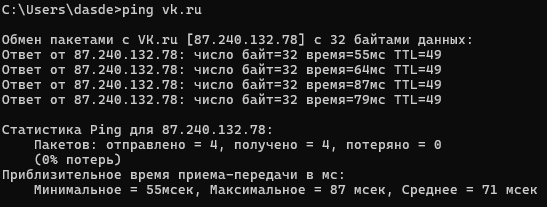 C:\Users\dasde>ping vk.ru
Обмен пакетами с VK.ru [87.240.132.78] с 32 байтами данных:
Ответ от 87.240.132.78: число байт=32 время=55мс TTL=49
Ответ от 87.240.132.78: число байт=32 время=64мс TTL=49
Ответ от 87.240.132.78: число байт=32 время=87мс TTL=49
Ответ от 87.240.132.78: число байт=32 время=79мс TTL=49
Статистика Ping для 87.240.132.78:
Пакетов: отправлено = 4, получено = 4, потеряно = 0
(0% потерь)
Приблизительное время приема-передачи в мс:
Минимальное = 55мсек, Максимальное = 87 мсек, Среднее = 71 мсек